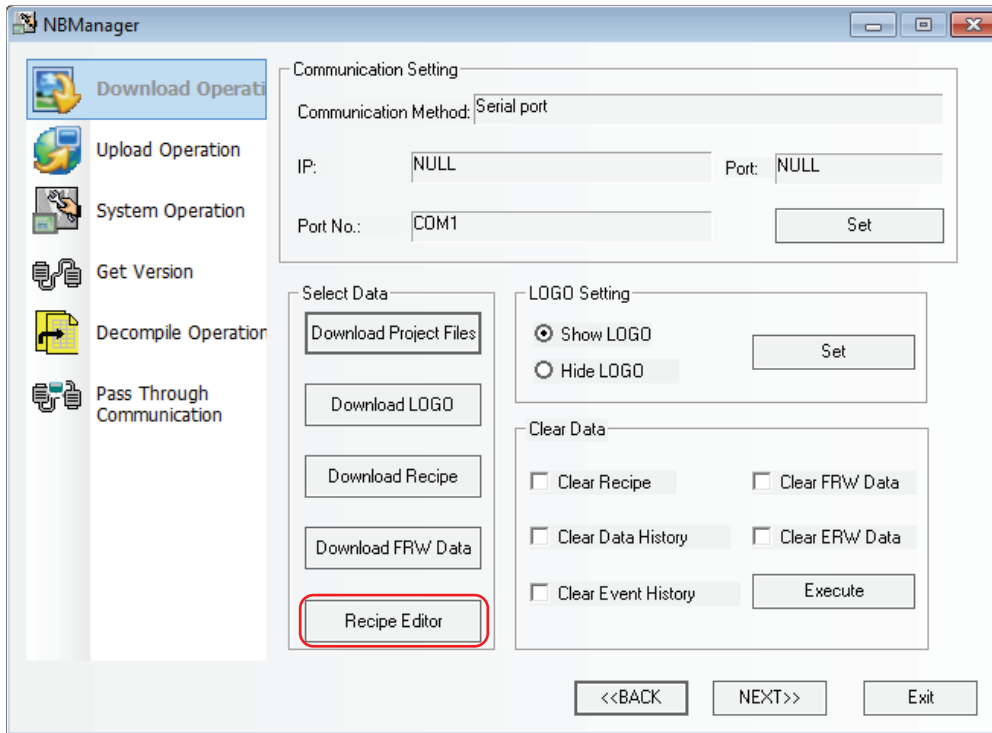 NBManager
Download Operati
Upload Operation
System Operation
Get Version
Decompile Operation
Pass Through
Communication
Communication Setting
Communication Method: Serial port
IP: NULL Port: NULL
Port No.: COM1 Set
Select Data
Download Project Files
Download LOGO
Download Recipe
Download FRW Data
Recipe Editor
LOGO Setting
Show LOGO
Hide LOGO
Set
Clear Data
Clear Recipe Clear FRW Data
Clear Data History Clear ERW Data
Clear Event History Execute
<<BACK NEXT>> Exit